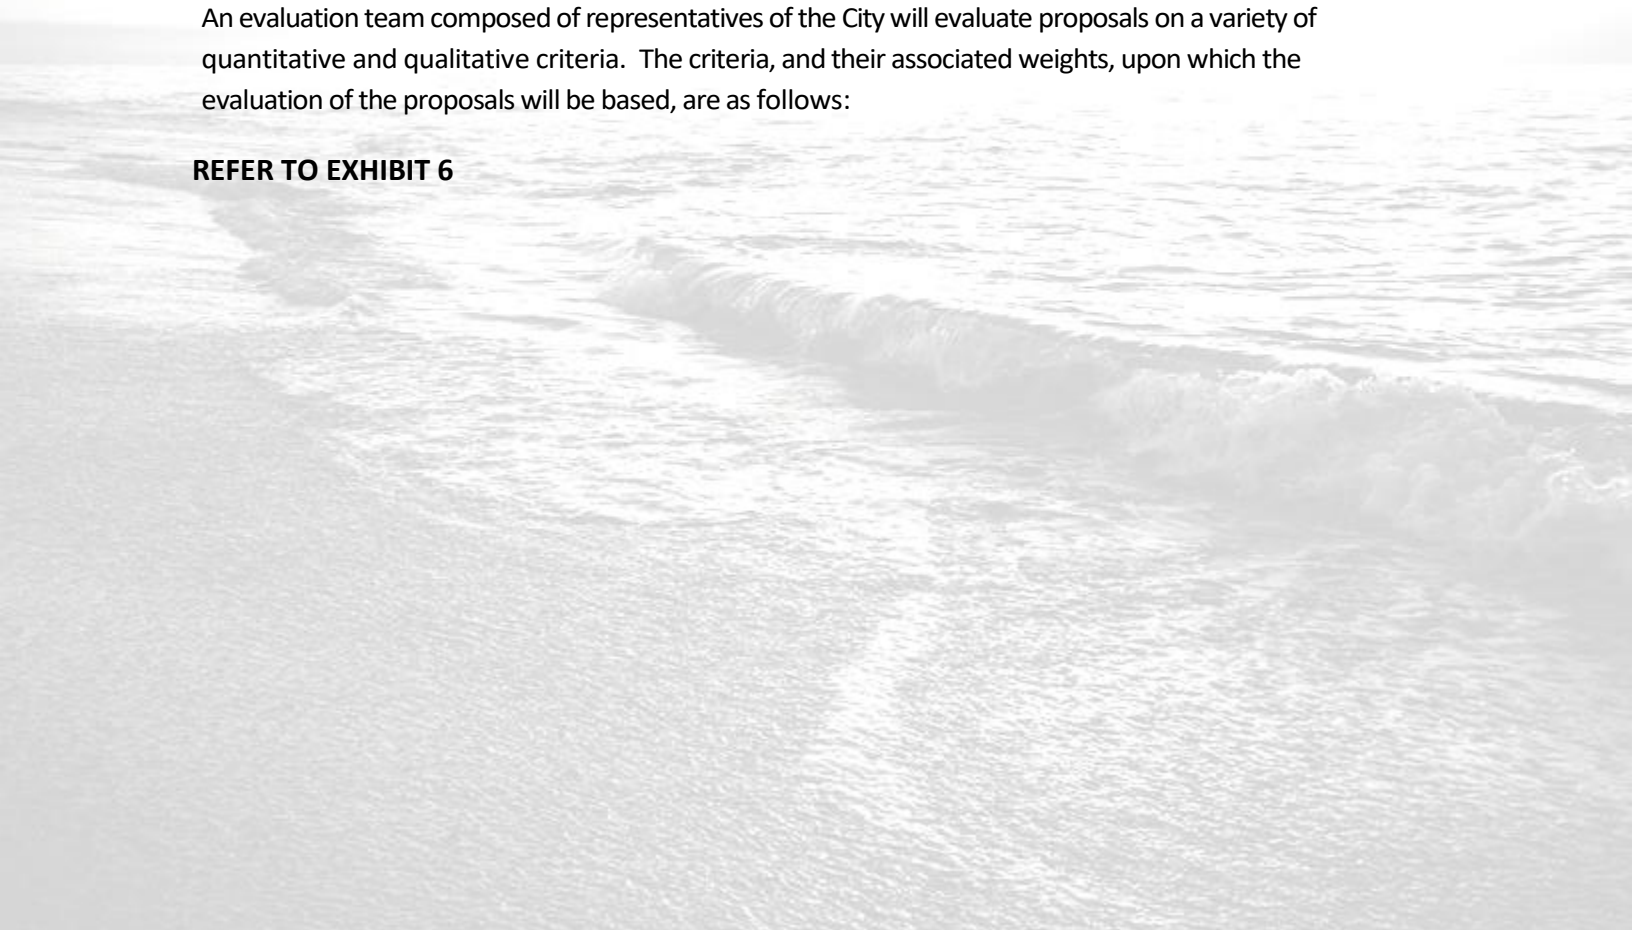 An evaluation team composed of representatives of the City will evaluate proposals on a variety of
quantitative and qualitative criteria.  The criteria, and their associated weights, upon which the
evaluation of the proposals will be based, are as follows:
REFER TO EXHIBIT 6